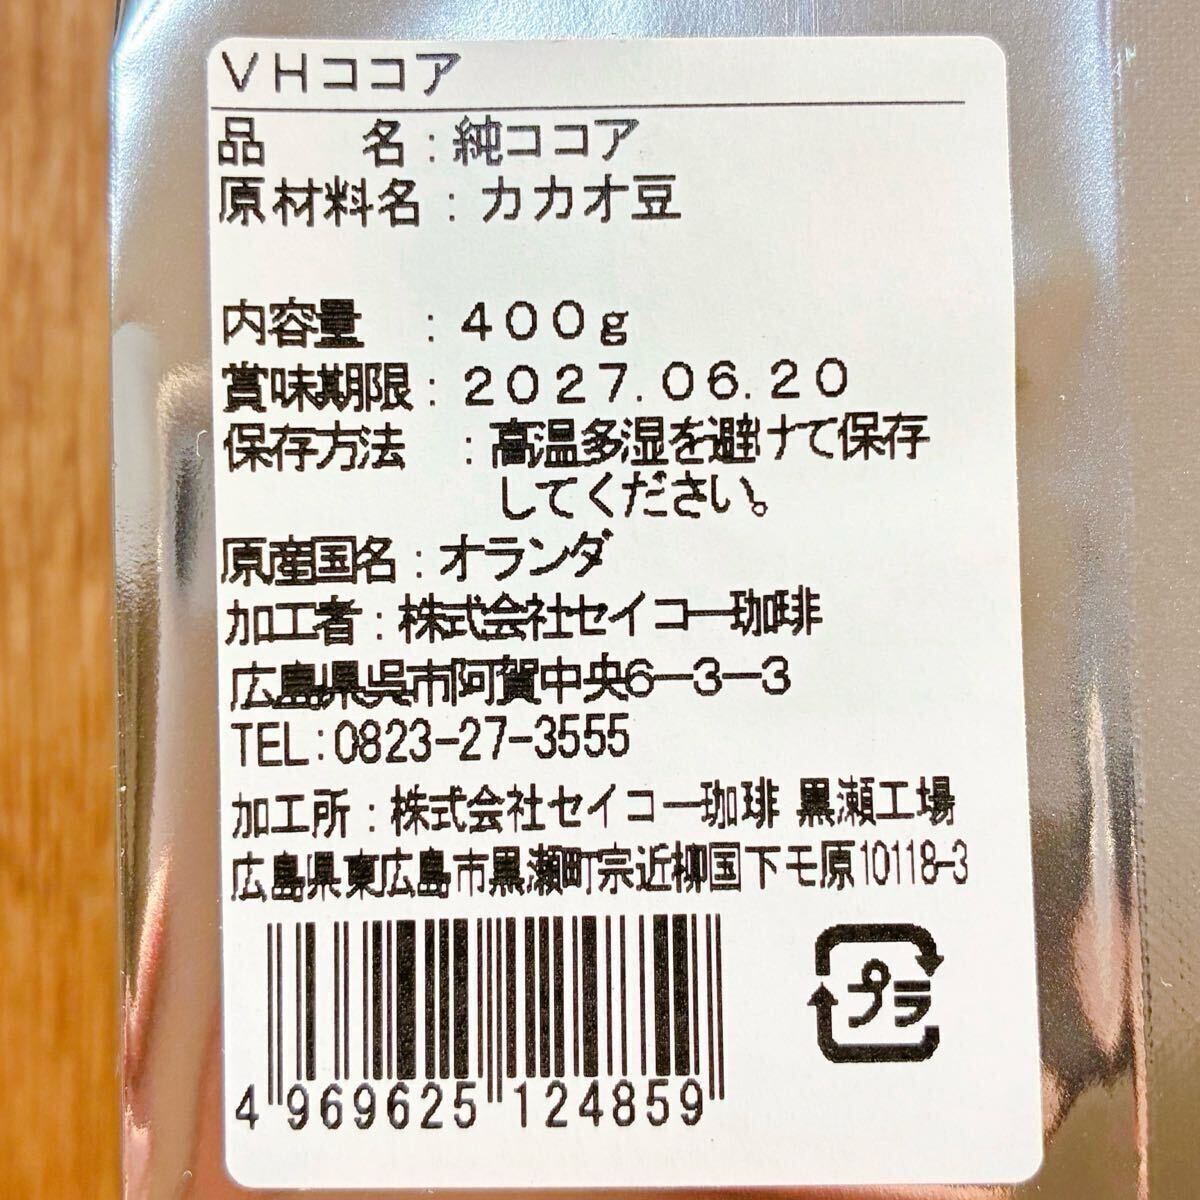 VHココア
品　　名：純ココア
原材料名：カカオ豆
内容量　：400g
賞味期限：2027.06.20
保存方法　：高温多湿を避けて保存
してください。
原産国名：オランダ
加工者：株式会社セイコー珈琲
広島県呉市阿賀中央6-3-3
TEL:0823-27-3555
加工所：株式会社セイコー珈琲 黒瀬工場
広島県東広島市黒瀬町宗近柳国下モ原10118-3
プラ
4 969625 124859